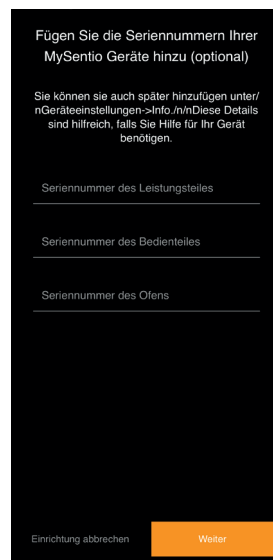 Fügen Sie die Seriennummern Ihrer
MySentio Geräte hinzu (optional)
Sie können sie auch später hinzufügen unter/
nGeräteeinstellungen->Info./n/nDiese Details
sind hilfreich, falls Sie Hilfe für Ihr Gerät
benötigen.
Seriennummer des Leistungsteiles
Seriennummer des Bedienteiles
Seriennummer des Ofens
Einrichtung abbrechen
Weiter